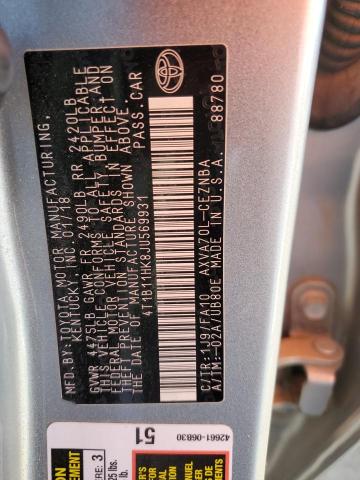 MFD.BY:TOYOTA MOTOR MANUFACTURING,
KENTUCKY, INC. 01/18
GVWR 4475LB GAWR FR 2490LB RR 2420LB
THIS VEHICLE CONFORMS TO ALL APPLICABLE
FEDERAL MOTOR VEHICLE SAFETY, BUMPER, AND
THEFT PREVENTION STANDARDS IN EFFECT
ON THE DATE OF MANUFACTURE SHOWN ABOVE.
4T1B11HK8JU569931 PASS.CAR
C/TR:1J9/FA10 AXVA70L-CEZNBA
A/TM:-02A/UB80E MADE IN U.S.A.
88780
42661-06B30
51
3